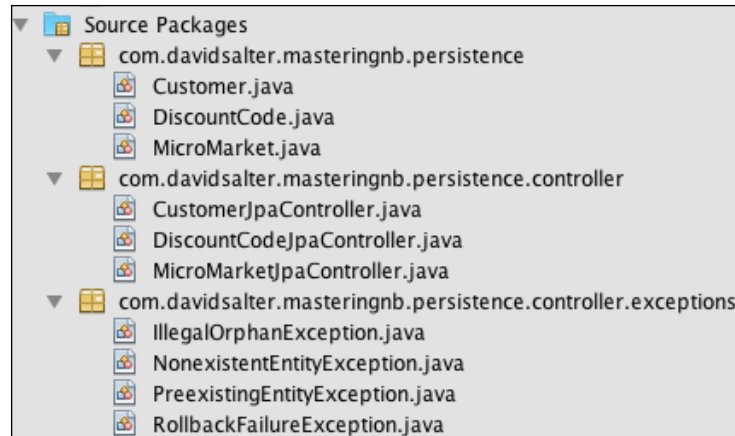 Source Packages
com.davidsalter.masteringnb.persistence
Customer.java
DiscountCode.java
MicroMarket.java
com.davidsalter.masteringnb.persistence.controller
CustomerJpaController.java
DiscountCodeJpaController.java
MicroMarketJpaController.java
com.davidsalter.masteringnb.persistence.controller.exceptions
IllegalOrphanException.java
NonexistentEntityException.java
PreexistingEntityException.java
RollbackFailureException.java